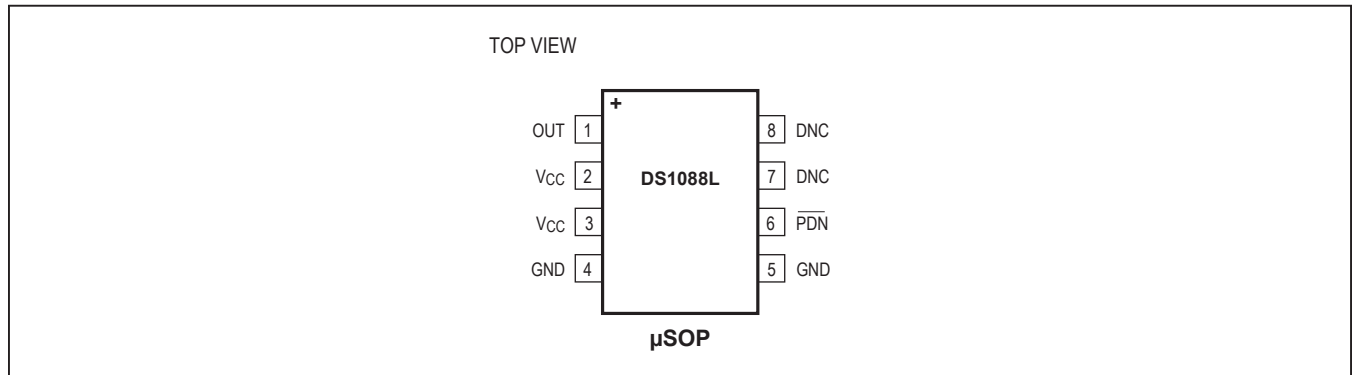 TOP VIEW
+
OUT 1 8 DNC
VCC 2 DS1088L 7 DNC
VCC 3 6 P̅D̅N̅
GND 4 5 GND
µSOP